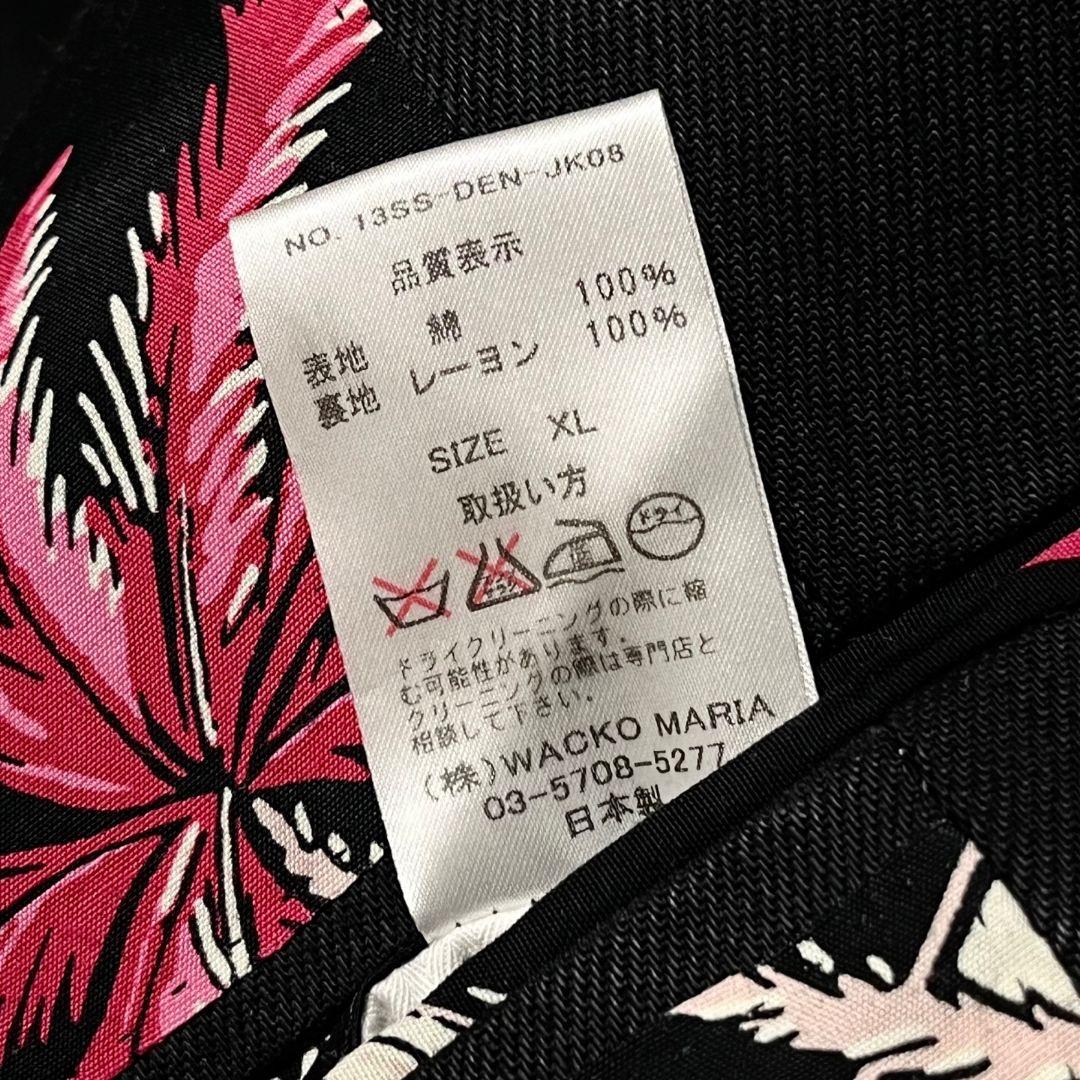 NO. 13SS-DEN-JK08
品質表示
表地 綿 100%
裏地 レーヨン 100%
SIZE XL
取扱い方
ドライ
ドライクリーニングの際に縮
む可能性があります。
クリーニングの際は専門店と
相談して下さい。
(株)WACKO MARIA
03-5708-5277
日本製